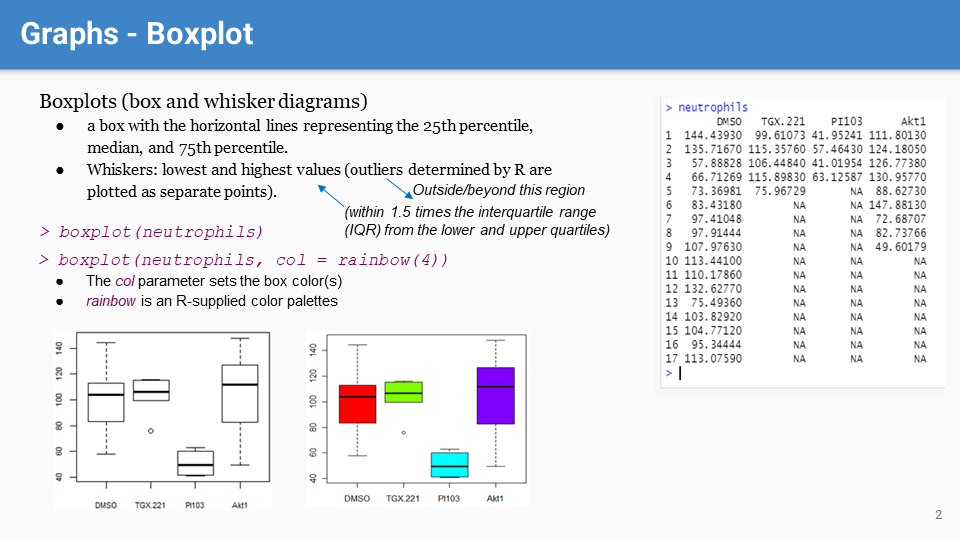 Graphs - Boxplot
Boxplots (box and whisker diagrams)
● a box with the horizontal lines representing the 25th percentile,
median, and 75th percentile.
● Whiskers: lowest and highest values (outliers determined by R are
plotted as separate points).
Outside/beyond this region
(within 1.5 times the interquartile range
(IQR) from the lower and upper quartiles)
> boxplot(neutrophils)
> boxplot(neutrophils, col = rainbow(4))
● The col parameter sets the box color(s)
● rainbow is an R-supplied color palettes
> neutrophils
DMSO TGX.221 PI103 Akt1
1 144.43930 99.61073 41.95241 111.80130
2 135.71670 115.35760 57.46430 124.18050
3 57.88828 106.44840 41.01954 126.77380
4 66.71269 115.89830 63.12587 130.95770
5 73.36981 75.96729 NA 88.62730
6 83.43180 NA NA 147.88130
7 97.41048 NA NA 72.68707
8 97.91444 NA NA 82.73766
9 107.97630 NA NA 49.60179
10 113.44100 NA NA NA
11 110.17860 NA NA NA
12 132.62770 NA NA NA
13 75.49360 NA NA NA
14 103.82920 NA NA NA
15 104.77120 NA NA NA
16 95.34444 NA NA NA
17 113.07590 NA NA NA
>
140
120
100
80
60
40
DMSO TGX.221 PI103 Akt1
140
120
100
80
60
40
DMSO TGX.221 PI103 Akt1
2